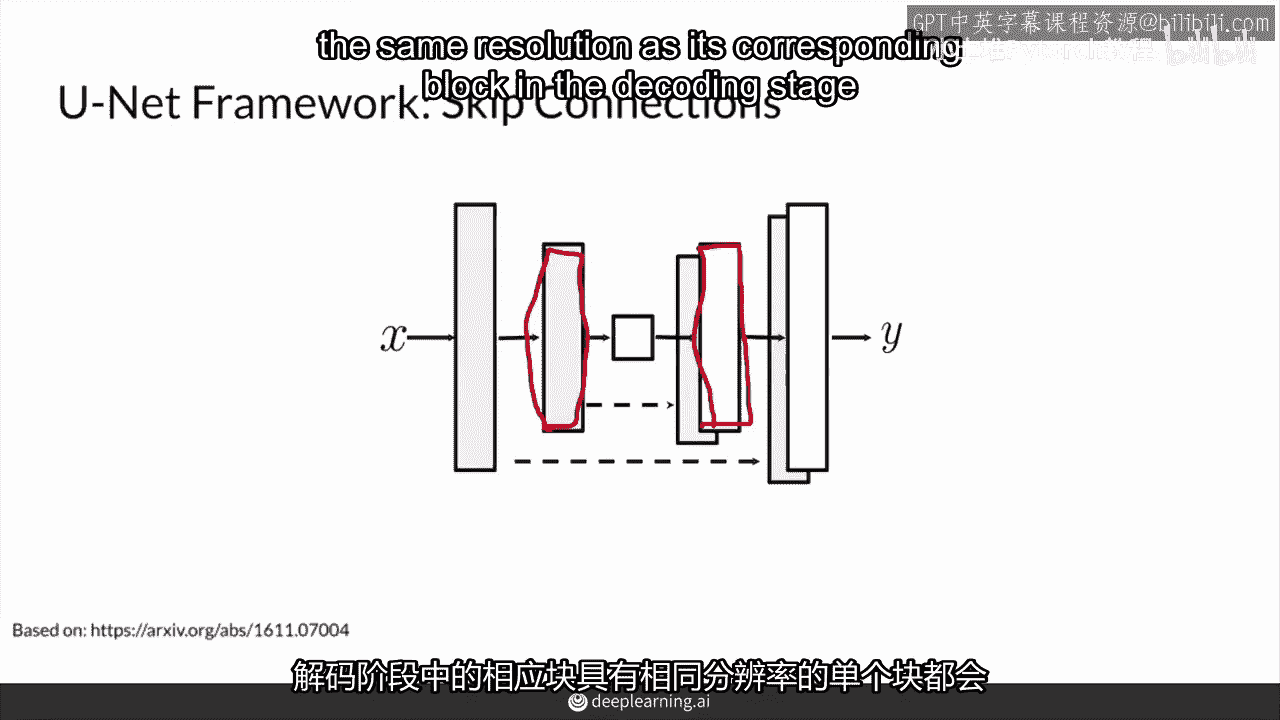 GPT中英字幕课程资源@bilibili.com
the same resolution as its corresponding
block in the decoding stage
bilibili
U-Net Framework: Skip Connections
x
y
Based on: https://arxiv.org/abs/1611.07004
解码阶段中的相应块具有相同分辨率的单个块都会
deeplearning.ai